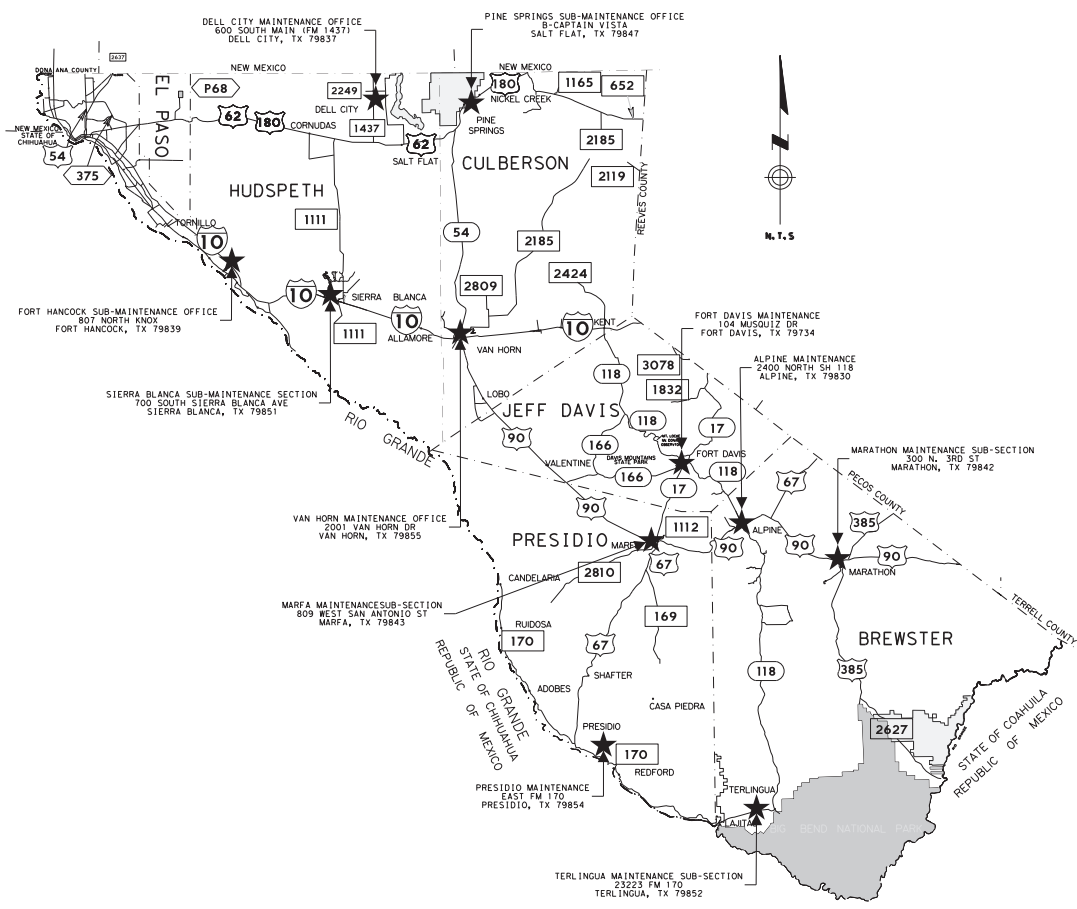 DELL CITY MAINTENANCE OFFICE
600 SOUTH MAIN (FM 1437)
DELL CITY, TX 79837
PINE SPRINGS SUB-MAINTENANCE OFFICE
B-CAPTAIN VISTA
SALT FLAT, TX 79847
2637
DONA ANA COUNTY
NEW MEXICO
NEW MEXICO
EL PASO
P68
2249
DELL CITY
180
NICKEL CREEK
1165
652
62
180
CORNUDAS
1437
62
SALT FLAT
PINE
SPRINGS
2185
NEW MEXICO
STATE OF
CHIHUAHUA
54
375
HUDSPETH
CULBERSON
2119
REEVES COUNTY
N
N.T.S
TORNILLO
10
1111
54
2185
2424
2809
10
SIERRA BLANCA
10
ALLAMORE
1111
VAN HORN
10
KENT
FORT HANCOCK SUB-MAINTENANCE OFFICE
807 NORTH KNOX
FORT HANCOCK, TX 79839
FORT DAVIS MAINTENANCE
104 MUSQUIZ DR
FORT DAVIS, TX 79734
ALPINE MAINTENANCE
2400 NORTH SH 118
ALPINE, TX 79830
SIERRA BLANCA SUB-MAINTENANCE SECTION
700 SOUTH SIERRA BLANCA AVE
SIERRA BLANCA, TX 79851
RIO GRANDE
LOBO
JEFF DAVIS
118
3078
1832
118
17
90
166
VALENTINE
DAVIS MOUNTAINS
STATE PARK
166
FORT DAVIS
118
17
67
MARATHON MAINTENANCE SUB-SECTION
300 N. 3RD ST
MARATHON, TX 79842
PECOS COUNTY
VAN HORN MAINTENANCE OFFICE
2001 VAN HORN DR
VAN HORN, TX 79855
90
PRESIDIO
MARFA
1112
ALPINE
90
90
385
90
MARATHON
CANDELARIA
2810
67
MARFA MAINTENANCESUB-SECTION
809 WEST SAN ANTONIO ST
MARFA, TX 79843
169
RUIDOSA
170
67
TERRELL COUNTY
BREWSTER
RIO GRANDE
STATE OF CHIHUAHUA
REPUBLIC OF MEXICO
SHAFTER
ADOBES
CASA PIEDRA
118
385
PRESIDIO
170
REDFORD
2627
STATE OF COAHUILA
REPUBLIC OF MEXICO
PRESIDIO MAINTENANCE
EAST FM 170
PRESIDIO, TX 79854
TERLINGUA
LAJITA
BIG BEND NATIONAL PARK
TERLINGUA MAINTENANCE SUB-SECTION
23223 FM 170
TERLINGUA, TX 79852